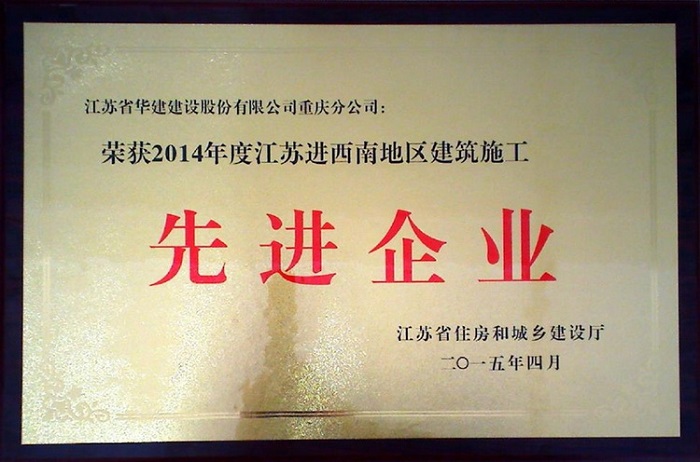 江苏省华建建设股份有限公司重庆分公司:
荣获2014年度江苏进西南地区建筑施工
先进企业
江苏省住房和城乡建设厅
二〇一五年四月